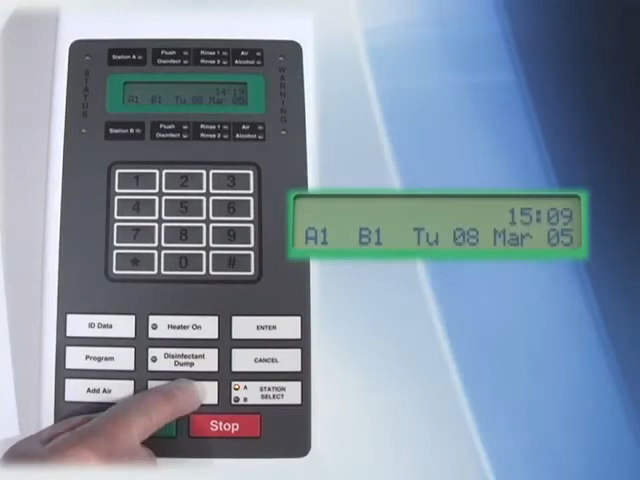 Station A
Flush
Disinfect
Rinse 1
Rinse 2
Air
Alcohol
STATUS
WARNING
14:19
A1 B1 Tu 08 Mar 05
Station B
Flush
Disinfect
Rinse 1
Rinse 2
Air
Alcohol
1 2 3
4 5 6
7 8 9
* 0 #
15:09
A1 B1 Tu 08 Mar 05
ID Data
Heater On
ENTER
Program
Disinfectant
Dump
CANCEL
Add Air
A
B
STATION
SELECT
Stop